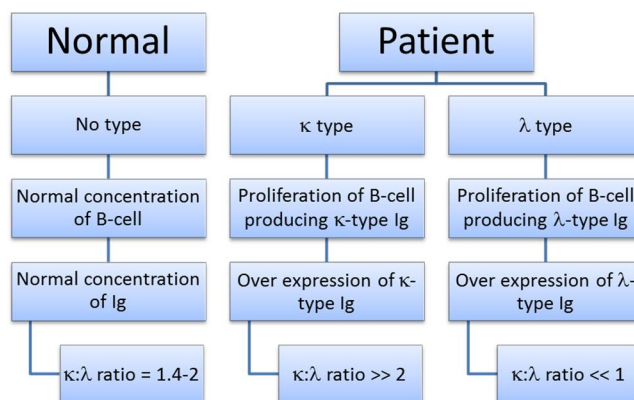 Normal
No type
Normal concentration
of B-cell
Normal concentration
of Ig
κ:λ ratio = 1.4-2
Patient
κ type
Proliferation of B-cell
producing κ-type Ig
Over expression of κ-
type Ig
κ:λ ratio >> 2
λ type
Proliferation of B-cell
producing λ-type Ig
Over expression of λ-
type Ig
κ:λ ratio << 1